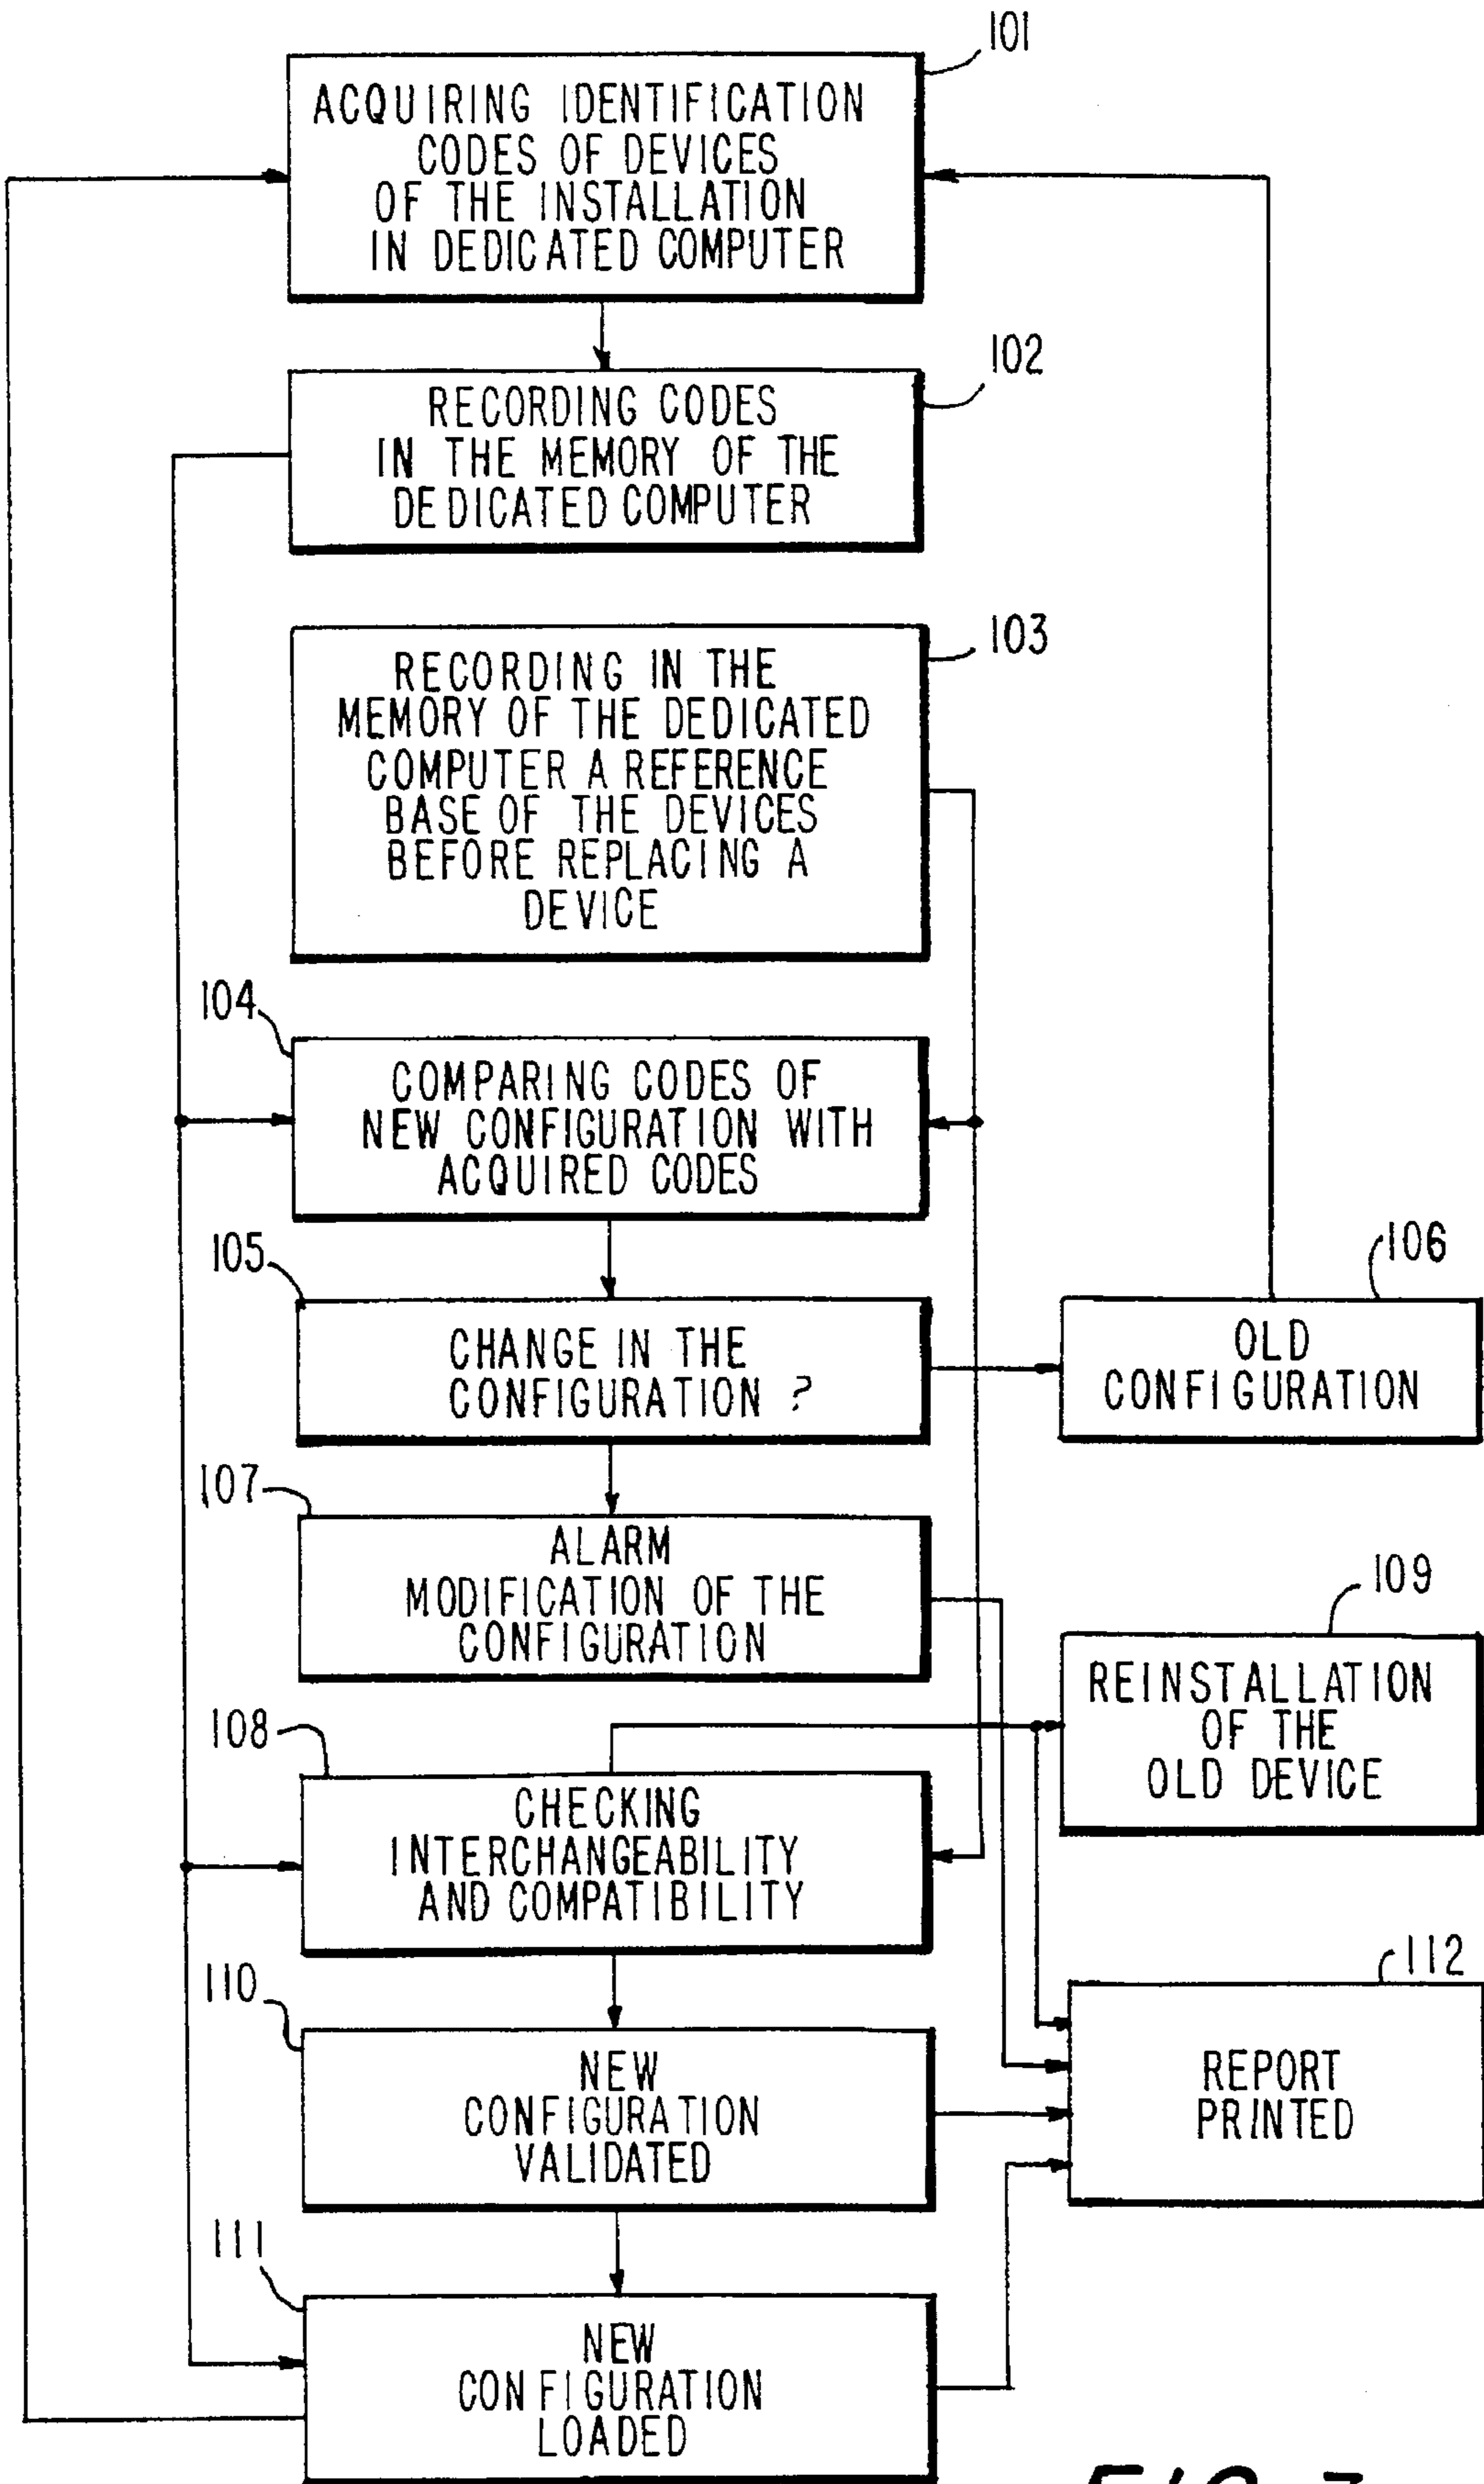 101
ACQUIRING IDENTIFICATION
CODES OF DEVICES
OF THE INSTALLATION
IN DEDICATED COMPUTER
102
RECORDING CODES
IN THE MEMORY OF THE
DEDICATED COMPUTER
103
RECORDING IN THE
MEMORY OF THE DEDICATED
COMPUTER A REFERENCE
BASE OF THE DEVICES
BEFORE REPLACING A
DEVICE
104
COMPARING CODES OF
NEW CONFIGURATION WITH
ACQUIRED CODES
105
CHANGE IN THE
CONFIGURATION ?
106
OLD
CONFIGURATION
107
ALARM
MODIFICATION OF THE
CONFIGURATION
109
REINSTALLATION
OF THE
OLD DEVICE
108
CHECKING
INTERCHANGEABILITY
AND COMPATIBILITY
110
NEW
CONFIGURATION
VALIDATED
112
REPORT
PRINTED
111
NEW
CONFIGURATION
LOADED